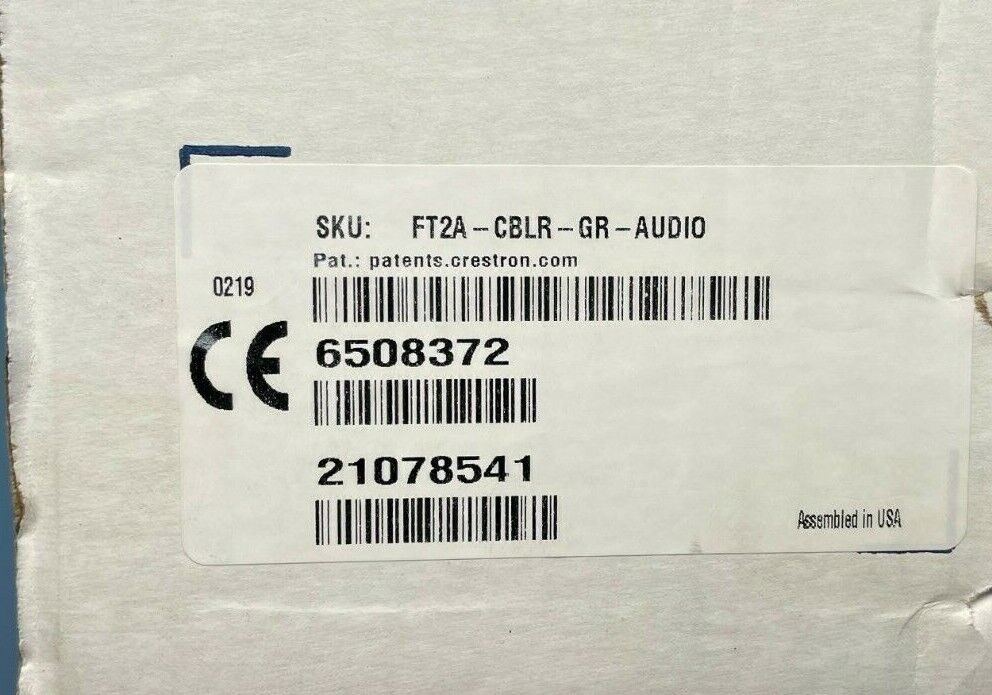 SKU: FT2A-CBLR-GR-AUDIO
Pat.: patents.crestron.com
0219
CE
6508372
21078541
Assembled in USA